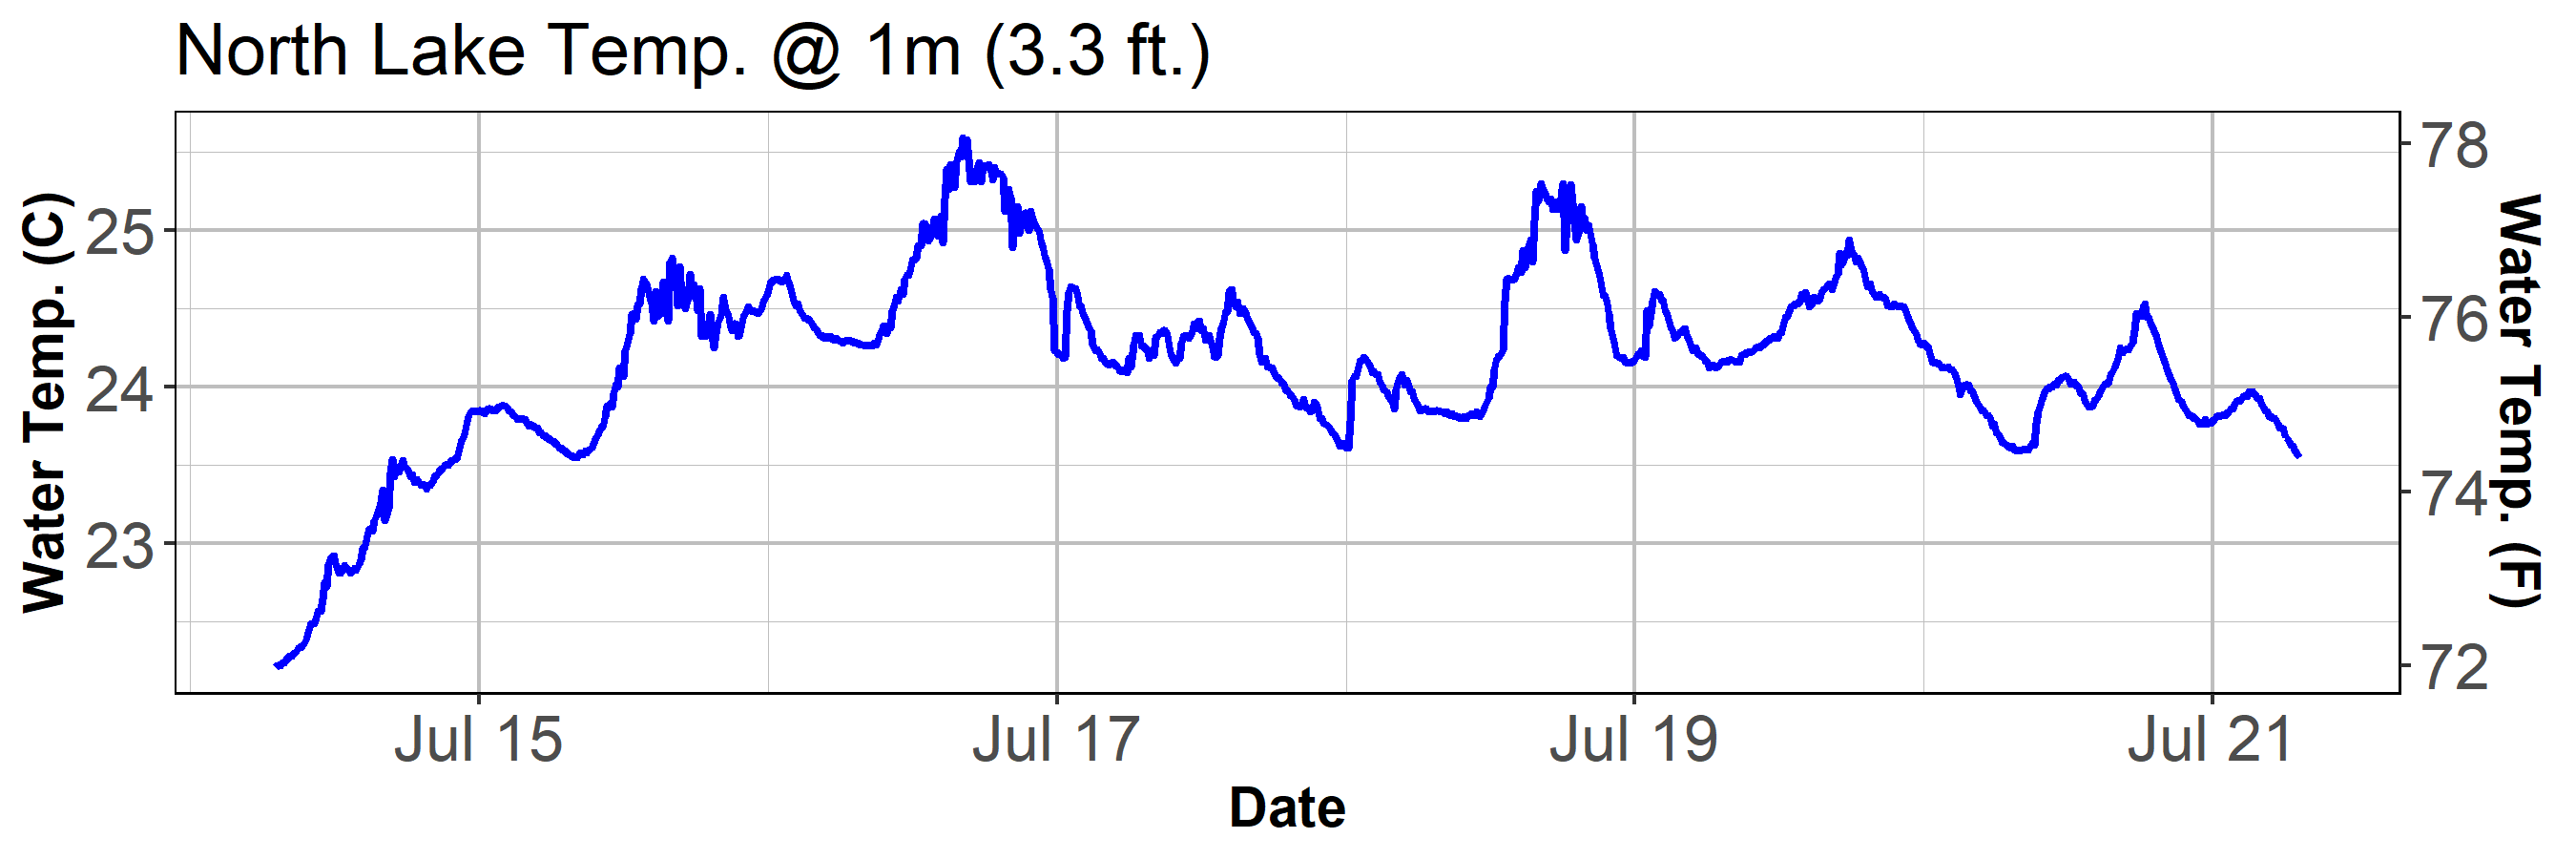 North Lake Temp. @ 1m (3.3 ft.)
Water Temp. (C)
25
24
23
78
76
74
72
Water Temp. (F)
Jul 15 Jul 17 Jul 19 Jul 21
Date